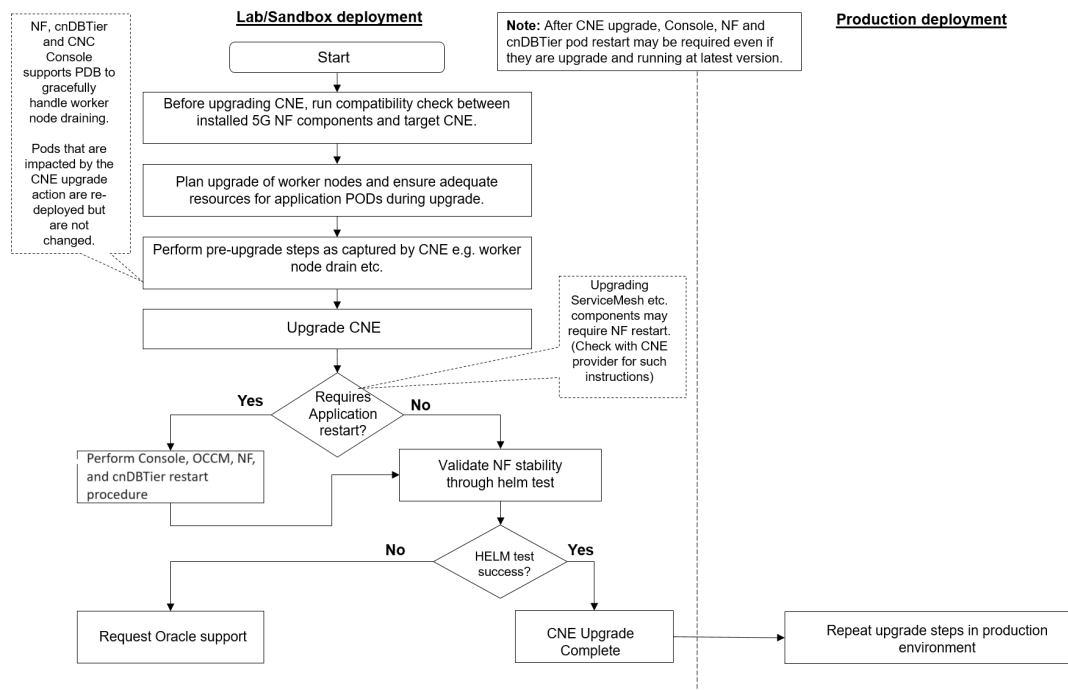 Lab/Sandbox deployment
Production deployment
NF, cnDBTier
and CNC
Console
supports PDB to
gracefully
handle worker
node draining.
Pods that are
impacted by the
CNE upgrade
action are re-
deployed but
are not
changed.
Note: After CNE upgrade, Console, NF and
cnDBTier pod restart may be required even if
they are upgrade and running at latest version.
Start
Before upgrading CNE, run compatibility check between
installed 5G NF components and target CNE.
Plan upgrade of worker nodes and ensure adequate
resources for application PODs during upgrade.
Perform pre-upgrade steps as captured by CNE e.g. worker
node drain etc.
Upgrade CNE
Upgrading
ServiceMesh etc.
components may
require NF restart.
(Check with CNE
provider for such
instructions)
Requires
Application
restart?
Yes
No
Perform Console, OCCM, NF,
and cnDBTier restart
procedure
Validate NF stability
through helm test
HELM test
success?
No
Yes
Request Oracle support
CNE Upgrade
Complete
Repeat upgrade steps in production
environment